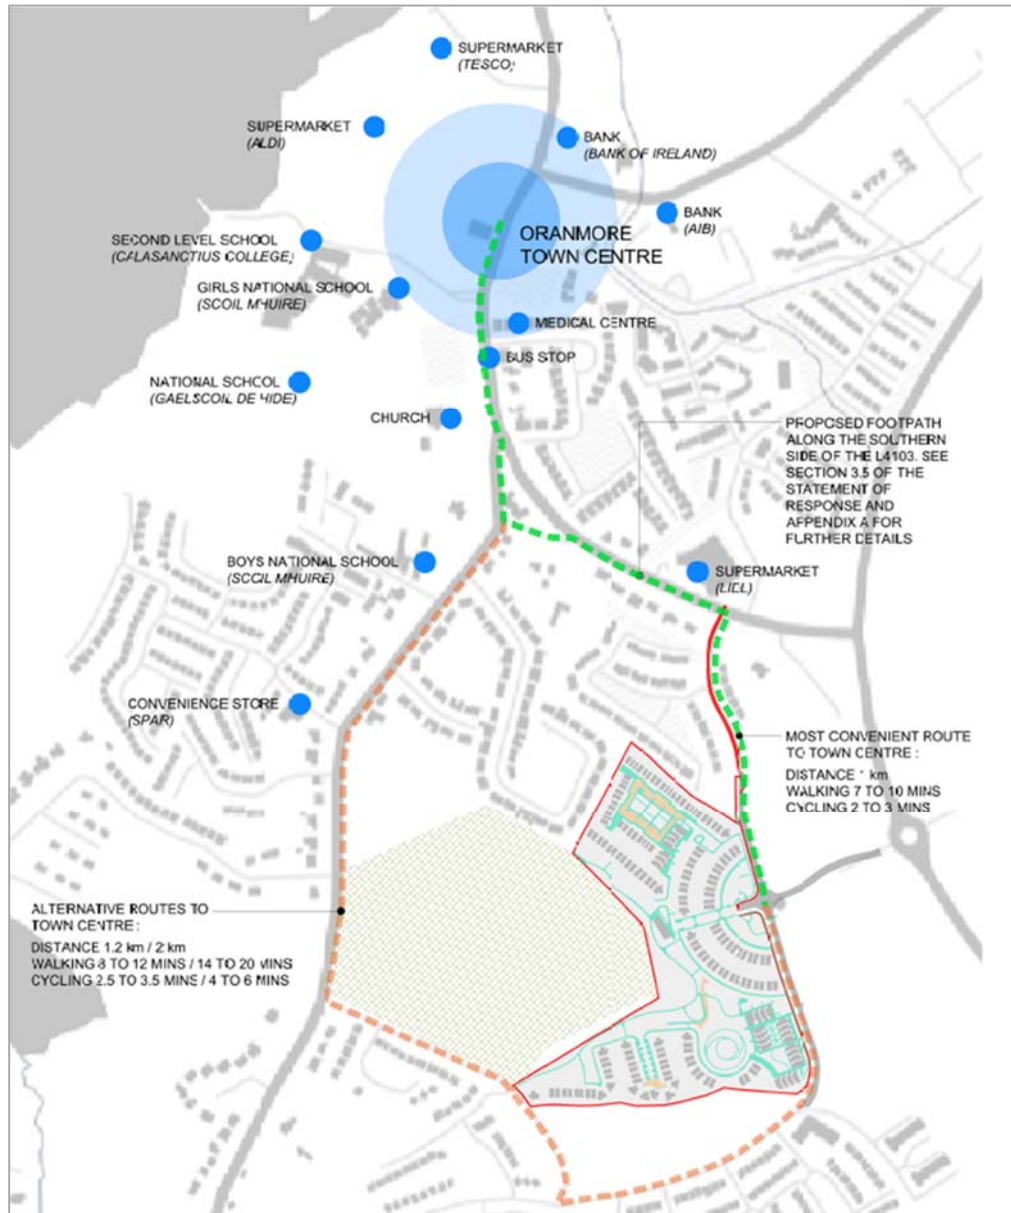 SUPERMARKET
(TESCO)
SUPERMARKET
(ALDI)
BANK
(BANK OF IRELAND)
BANK
(AIB)
ORANMORE
TOWN CENTRE
SECOND LEVEL SCHOOL
(CALASANCTIUS COLLEGE)
GIRLS NATIONAL SCHOOL
(SCOIL MHUIRE)
MEDICAL CENTRE
BUS STOP
NATIONAL SCHOOL
(GAELSCOIL DE HIDE)
CHURCH
PROPOSED FOOTPATH
ALONG THE SOUTHERN
SIDE OF THE L4103. SEE
SECTION 3.5 OF THE
STATEMENT OF
RESPONSE AND
APPENDIX A FOR
FURTHER DETAILS
BOYS NATIONAL SCHOOL
(SCOIL MHUIRE)
SUPERMARKET
(LIDL)
CONVENIENCE STORE
(SPAR)
MOST CONVENIENT ROUTE
TO TOWN CENTRE :
DISTANCE 1 km
WALKING 7 TO 10 MINS
CYCLING 2 TO 3 MINS
ALTERNATIVE ROUTES TO
TOWN CENTRE :
DISTANCE 1.2 km / 2 km
WALKING 8 TO 12 MINS / 14 TO 20 MINS
CYCLING 2.5 TO 3.5 MINS / 4 TO 6 MINS